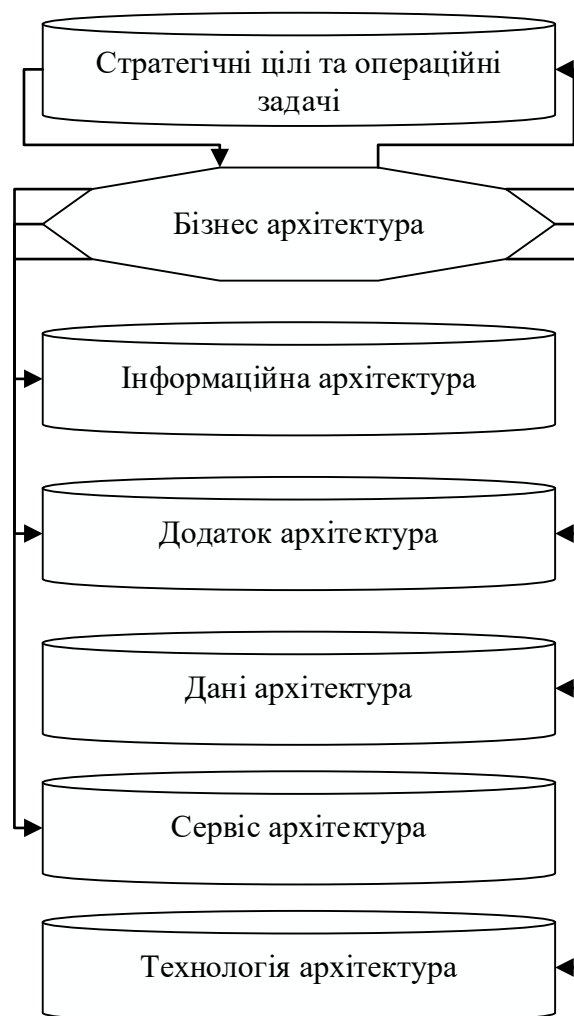 Стратегічні цілі та операційні
задачі
Бізнес архітектура
Інформаційна архітектура
Додаток архітектура
Дані архітектура
Сервіс архітектура
Технологія архітектура